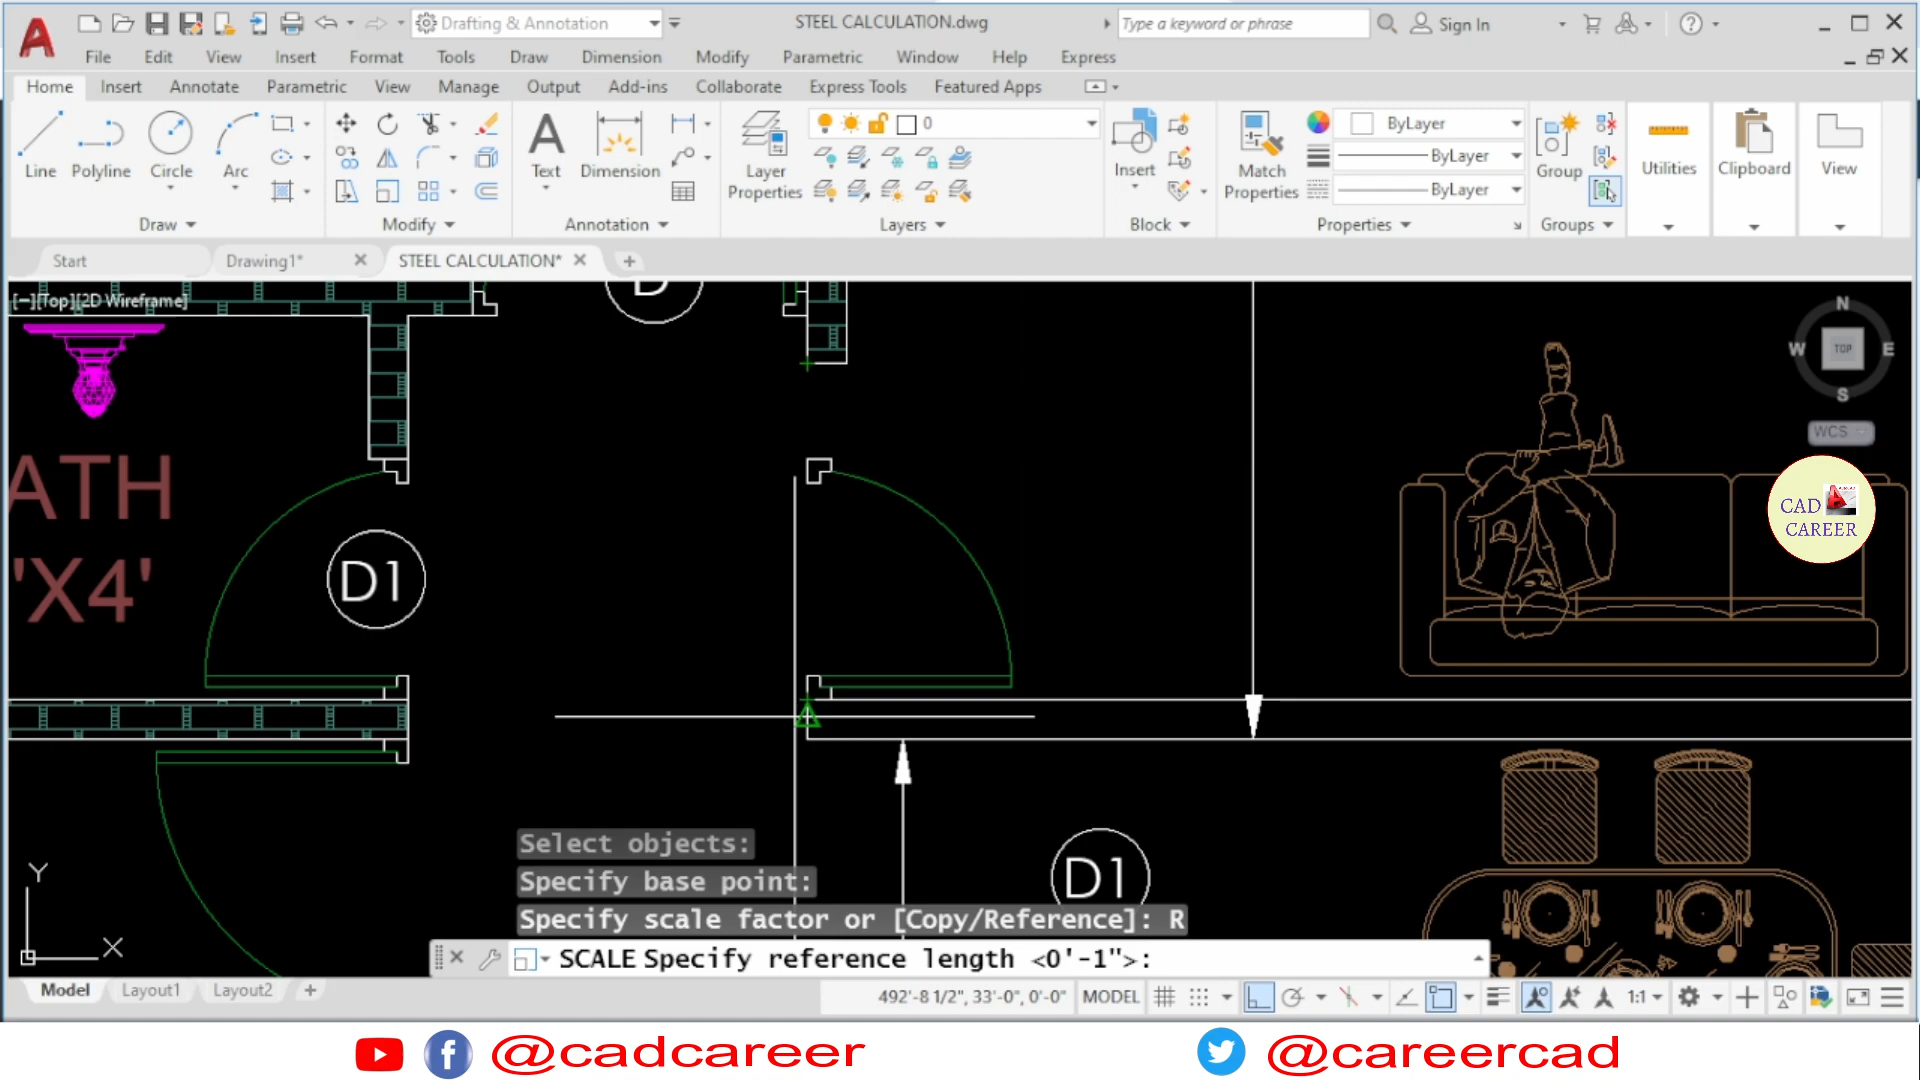 Drafting & Annotation
STEEL CALCULATION.dwg
Type a keyword or phrase
Sign In
File Edit View Insert Format Tools Draw Dimension Modify Parametric Window Help Express
Home Insert Annotate Parametric View Manage Output Add-ins Collaborate Express Tools Featured Apps
0
ByLayer
ByLayer
ByLayer
Line Polyline Circle Arc
Text Dimension
Layer Properties
Insert
Match Properties
Group
Utilities
Clipboard
View
Draw Modify Annotation Layers Block Properties Groups
Start Drawing1* STEEL CALCULATION*
[−][Top][2D Wireframe]
D
N
W TOP E
S
WCS
CAD
CAREER
ATH
'X4'
D1
D1
Select objects:
Specify base point:
Specify scale factor or [Copy/Reference]: R
SCALE Specify reference length <0'-1">:
Y
X
Model Layout1 Layout2 +
492'-8 1/2", 33'-0", 0'-0" MODEL 1:1
@cadcareer @careercad